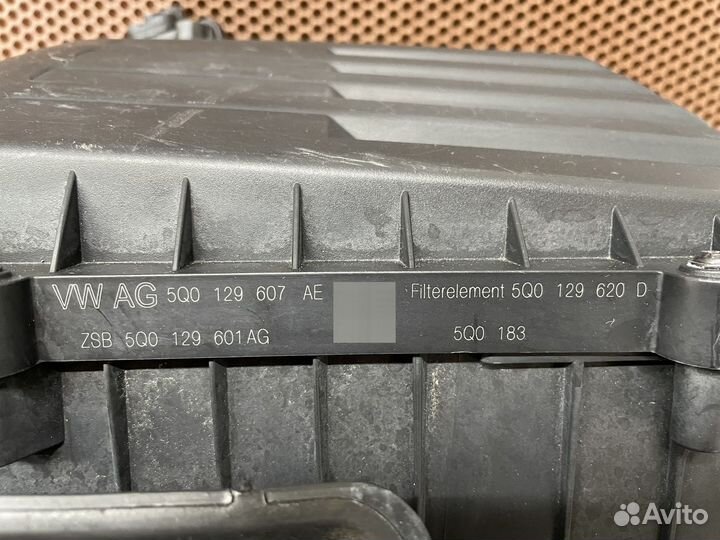 VW AG 5Q0 129 607 AE Filterelement 5Q0 129 620 D
ZSB 5Q0 129 601AG 5Q0 183
Avito